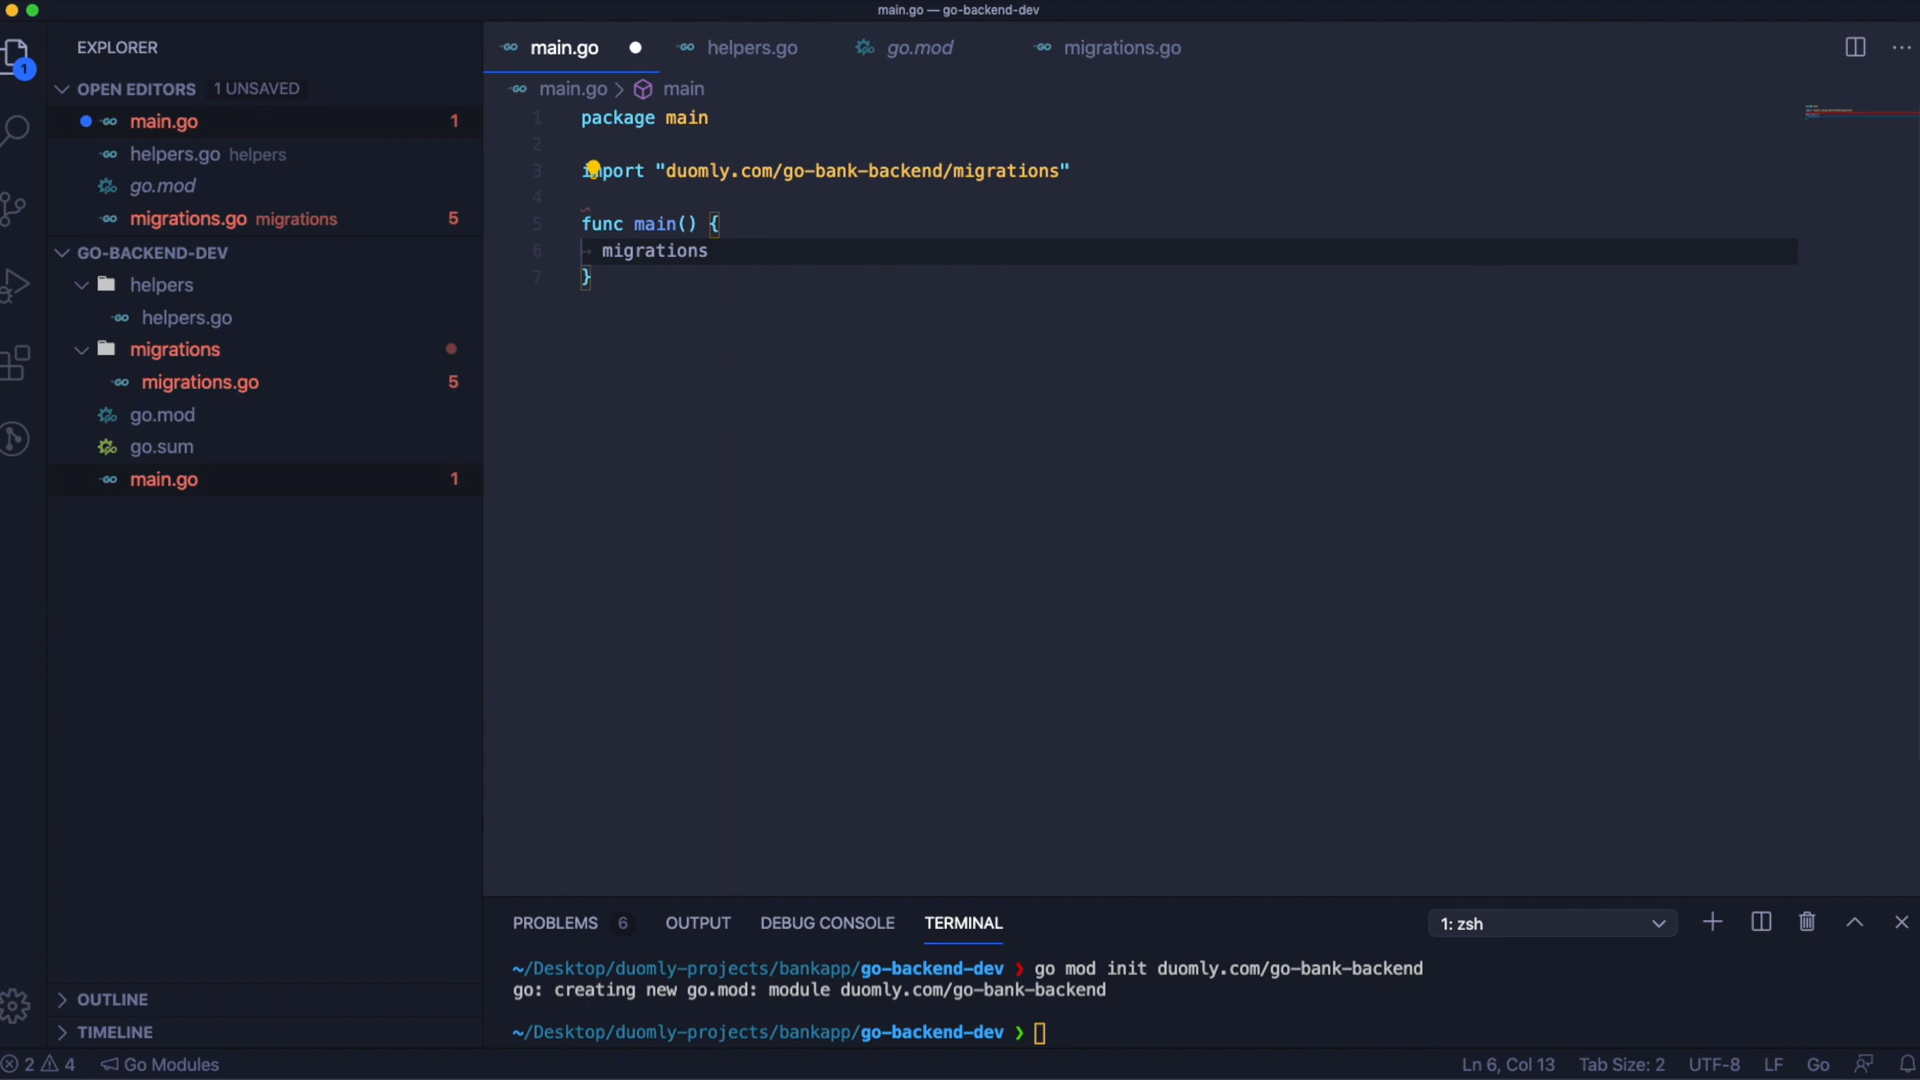 main.go — go-backend-dev
EXPLORER
OPEN EDITORS 1 UNSAVED
main.go 1
helpers.go helpers
go.mod
migrations.go migrations 5
GO-BACKEND-DEV
helpers
helpers.go
migrations
migrations.go 5
go.mod
go.sum
main.go 1
OUTLINE
TIMELINE
1
main.go helpers.go go.mod migrations.go
main.go > main
1 package main
2
3 import "duomly.com/go-bank-backend/migrations"
4
5 func main() {
6 migrations
7 }
PROBLEMS 6 OUTPUT DEBUG CONSOLE TERMINAL 1: zsh
~/Desktop/duomly-projects/bankapp/go-backend-dev ❯ go mod init duomly.com/go-bank-backend
go: creating new go.mod: module duomly.com/go-bank-backend
~/Desktop/duomly-projects/bankapp/go-backend-dev ❯
2 4 Go Modules Ln 6, Col 13 Tab Size: 2 UTF-8 LF Go